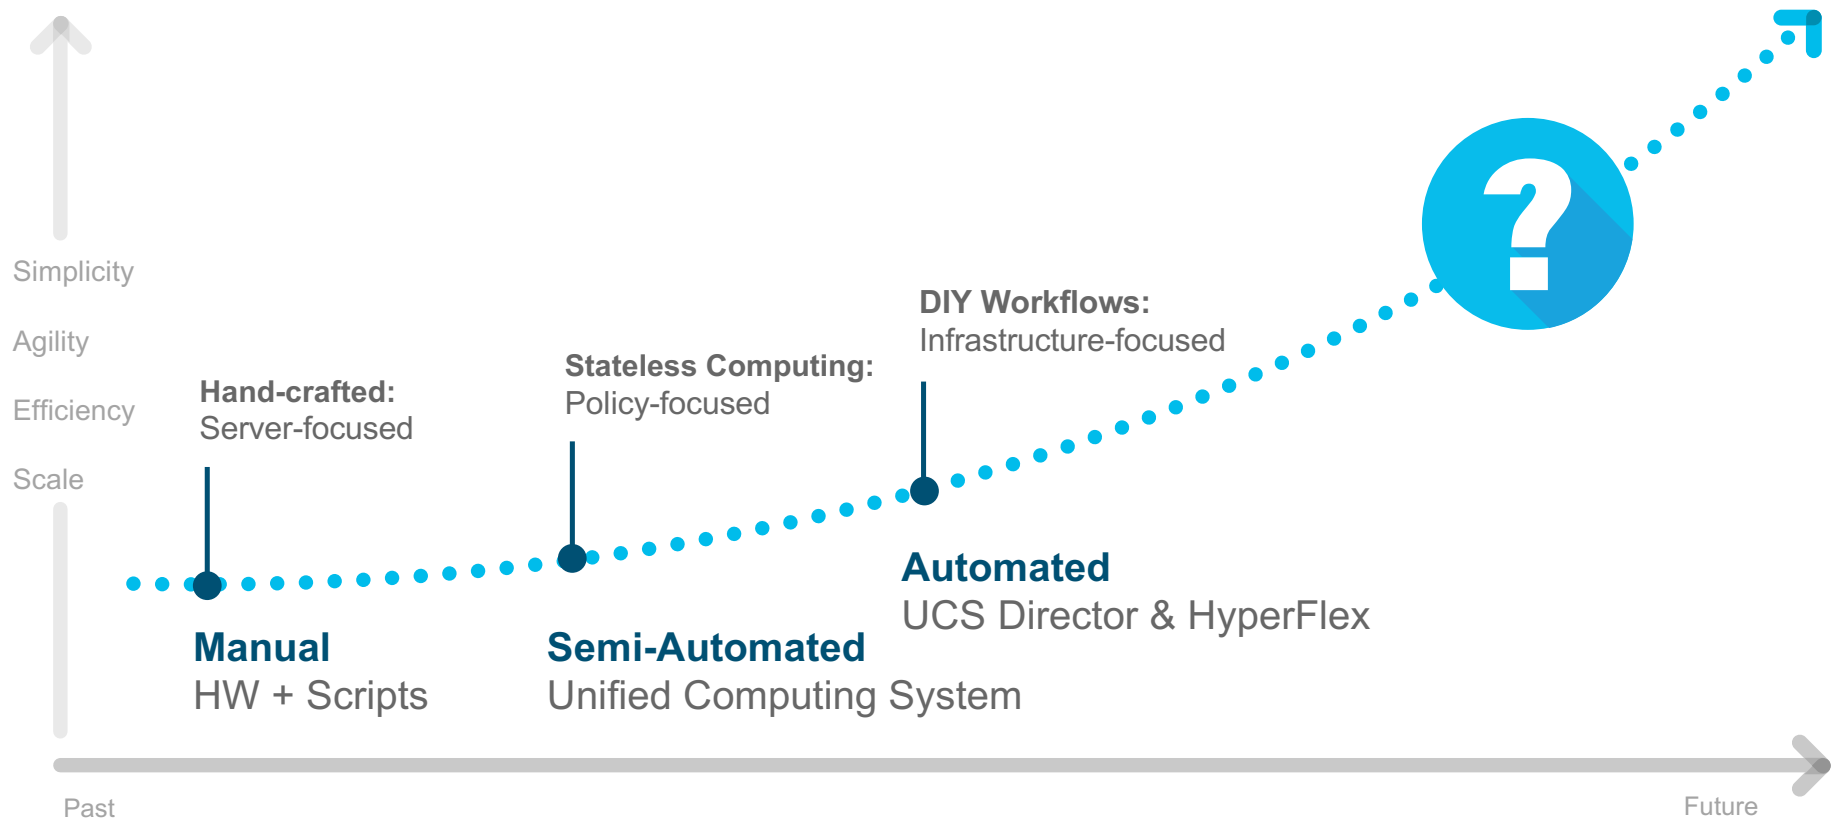 Simplicity
Agility
Efficiency
Scale
Hand-crafted:
Server-focused
Stateless Computing:
Policy-focused
DIY Workflows:
Infrastructure-focused
?
Manual
HW + Scripts
Semi-Automated
Unified Computing System
Automated
UCS Director & HyperFlex
Past
Future